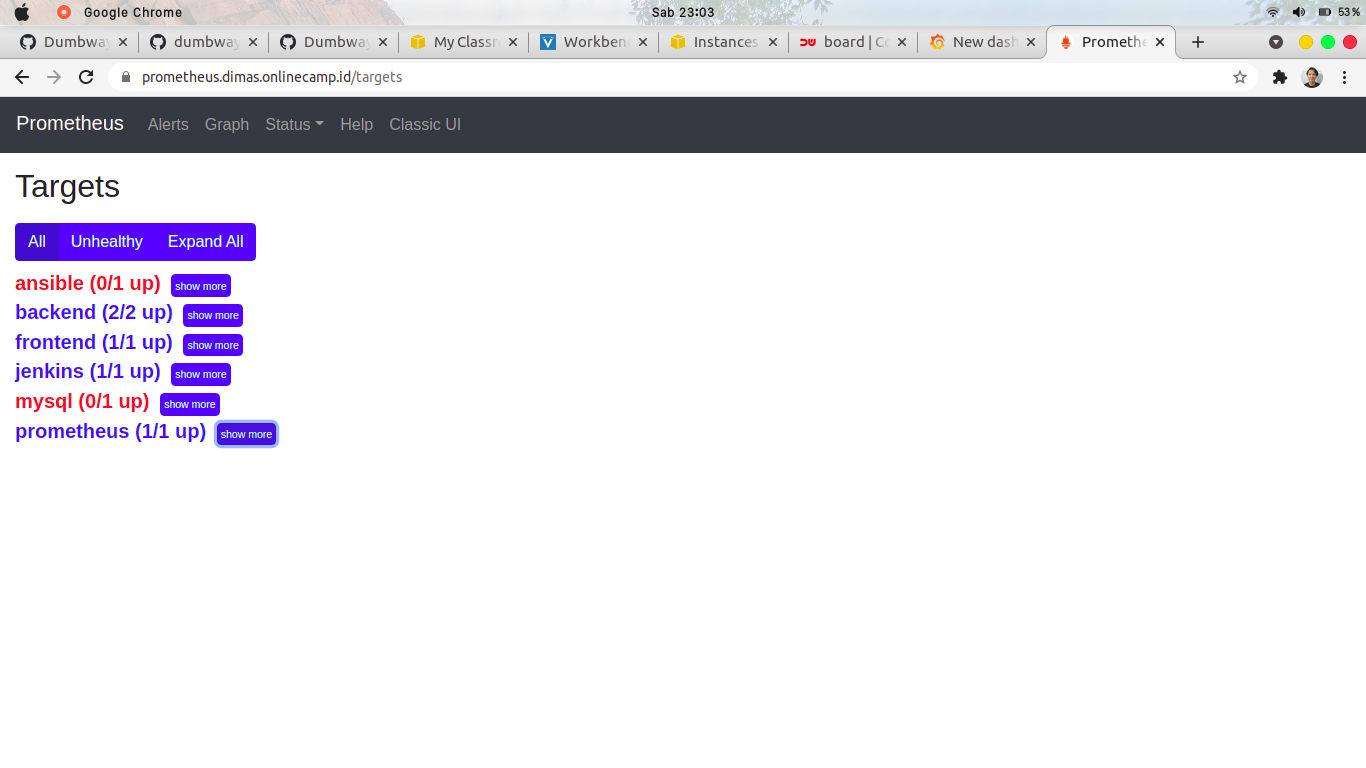 Google Chrome Sab 23:03 53%
Dumbway dumbway Dumbway My Classr Workben Instances board | Co New dash Promethe
prometheus.dimas.onlinecamp.id/targets
Prometheus Alerts Graph Status Help Classic UI
Targets
All Unhealthy Expand All
ansible (0/1 up) show more
backend (2/2 up) show more
frontend (1/1 up) show more
jenkins (1/1 up) show more
mysql (0/1 up) show more
prometheus (1/1 up) show more